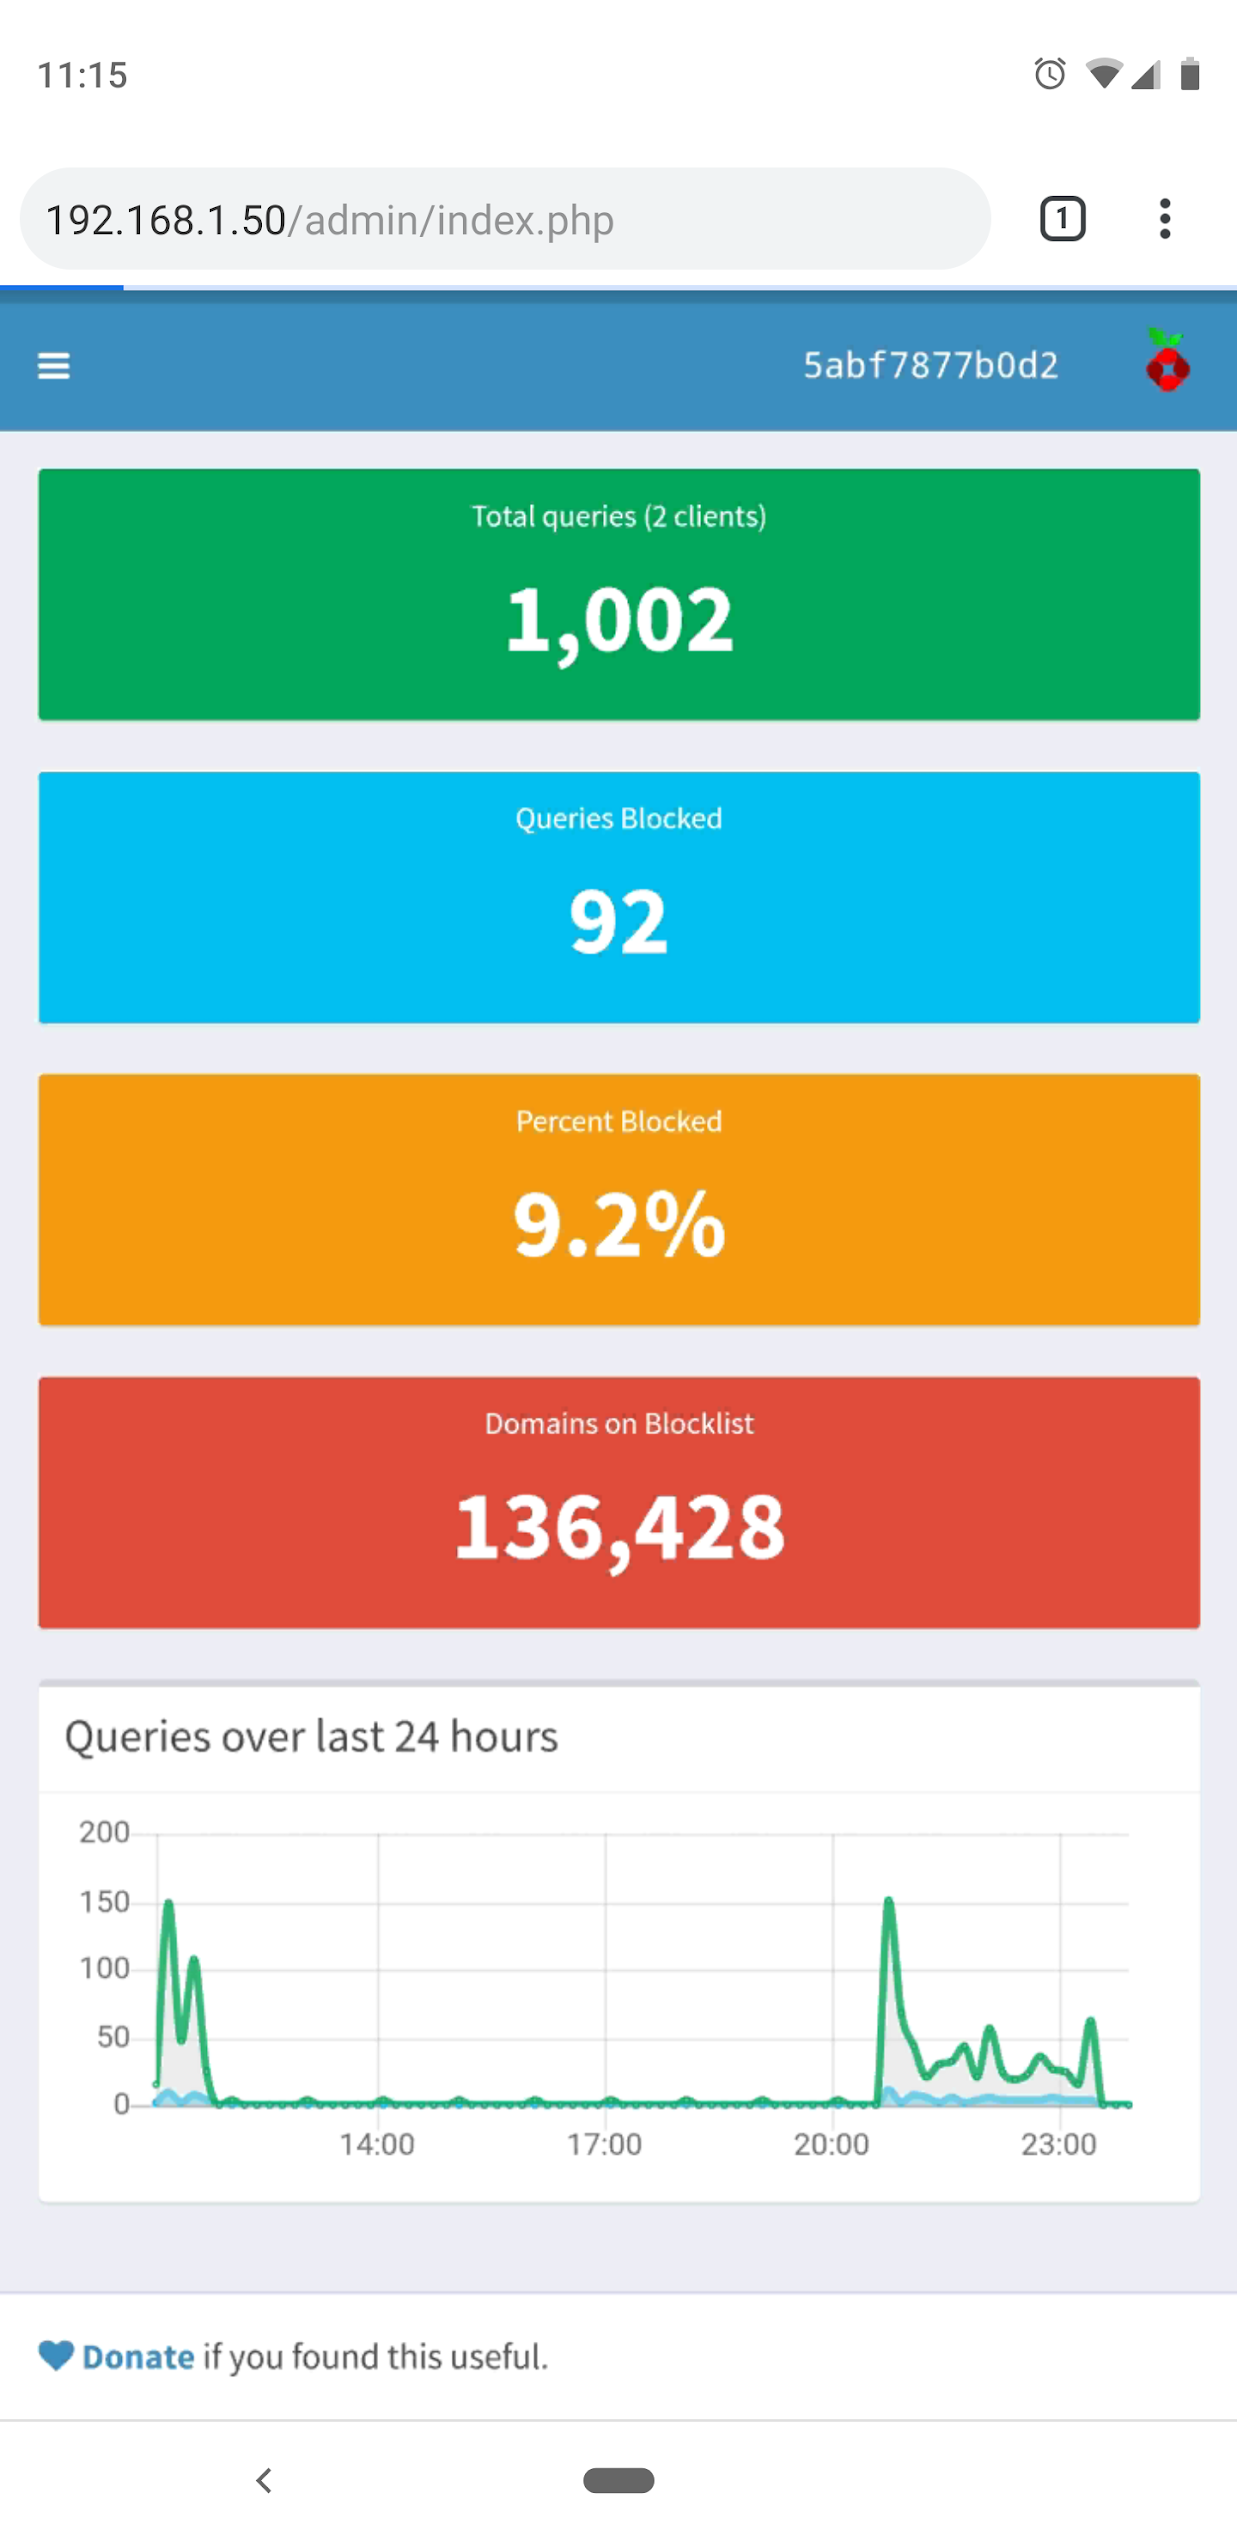 11:15
192.168.1.50/admin/index.php
1
5abf7877b0d2
Total queries (2 clients)
1,002
Queries Blocked
92
Percent Blocked
9.2%
Domains on Blocklist
136,428
Queries over last 24 hours
200
150
100
50
0
14:00 17:00 20:00 23:00
Donate if you found this useful.